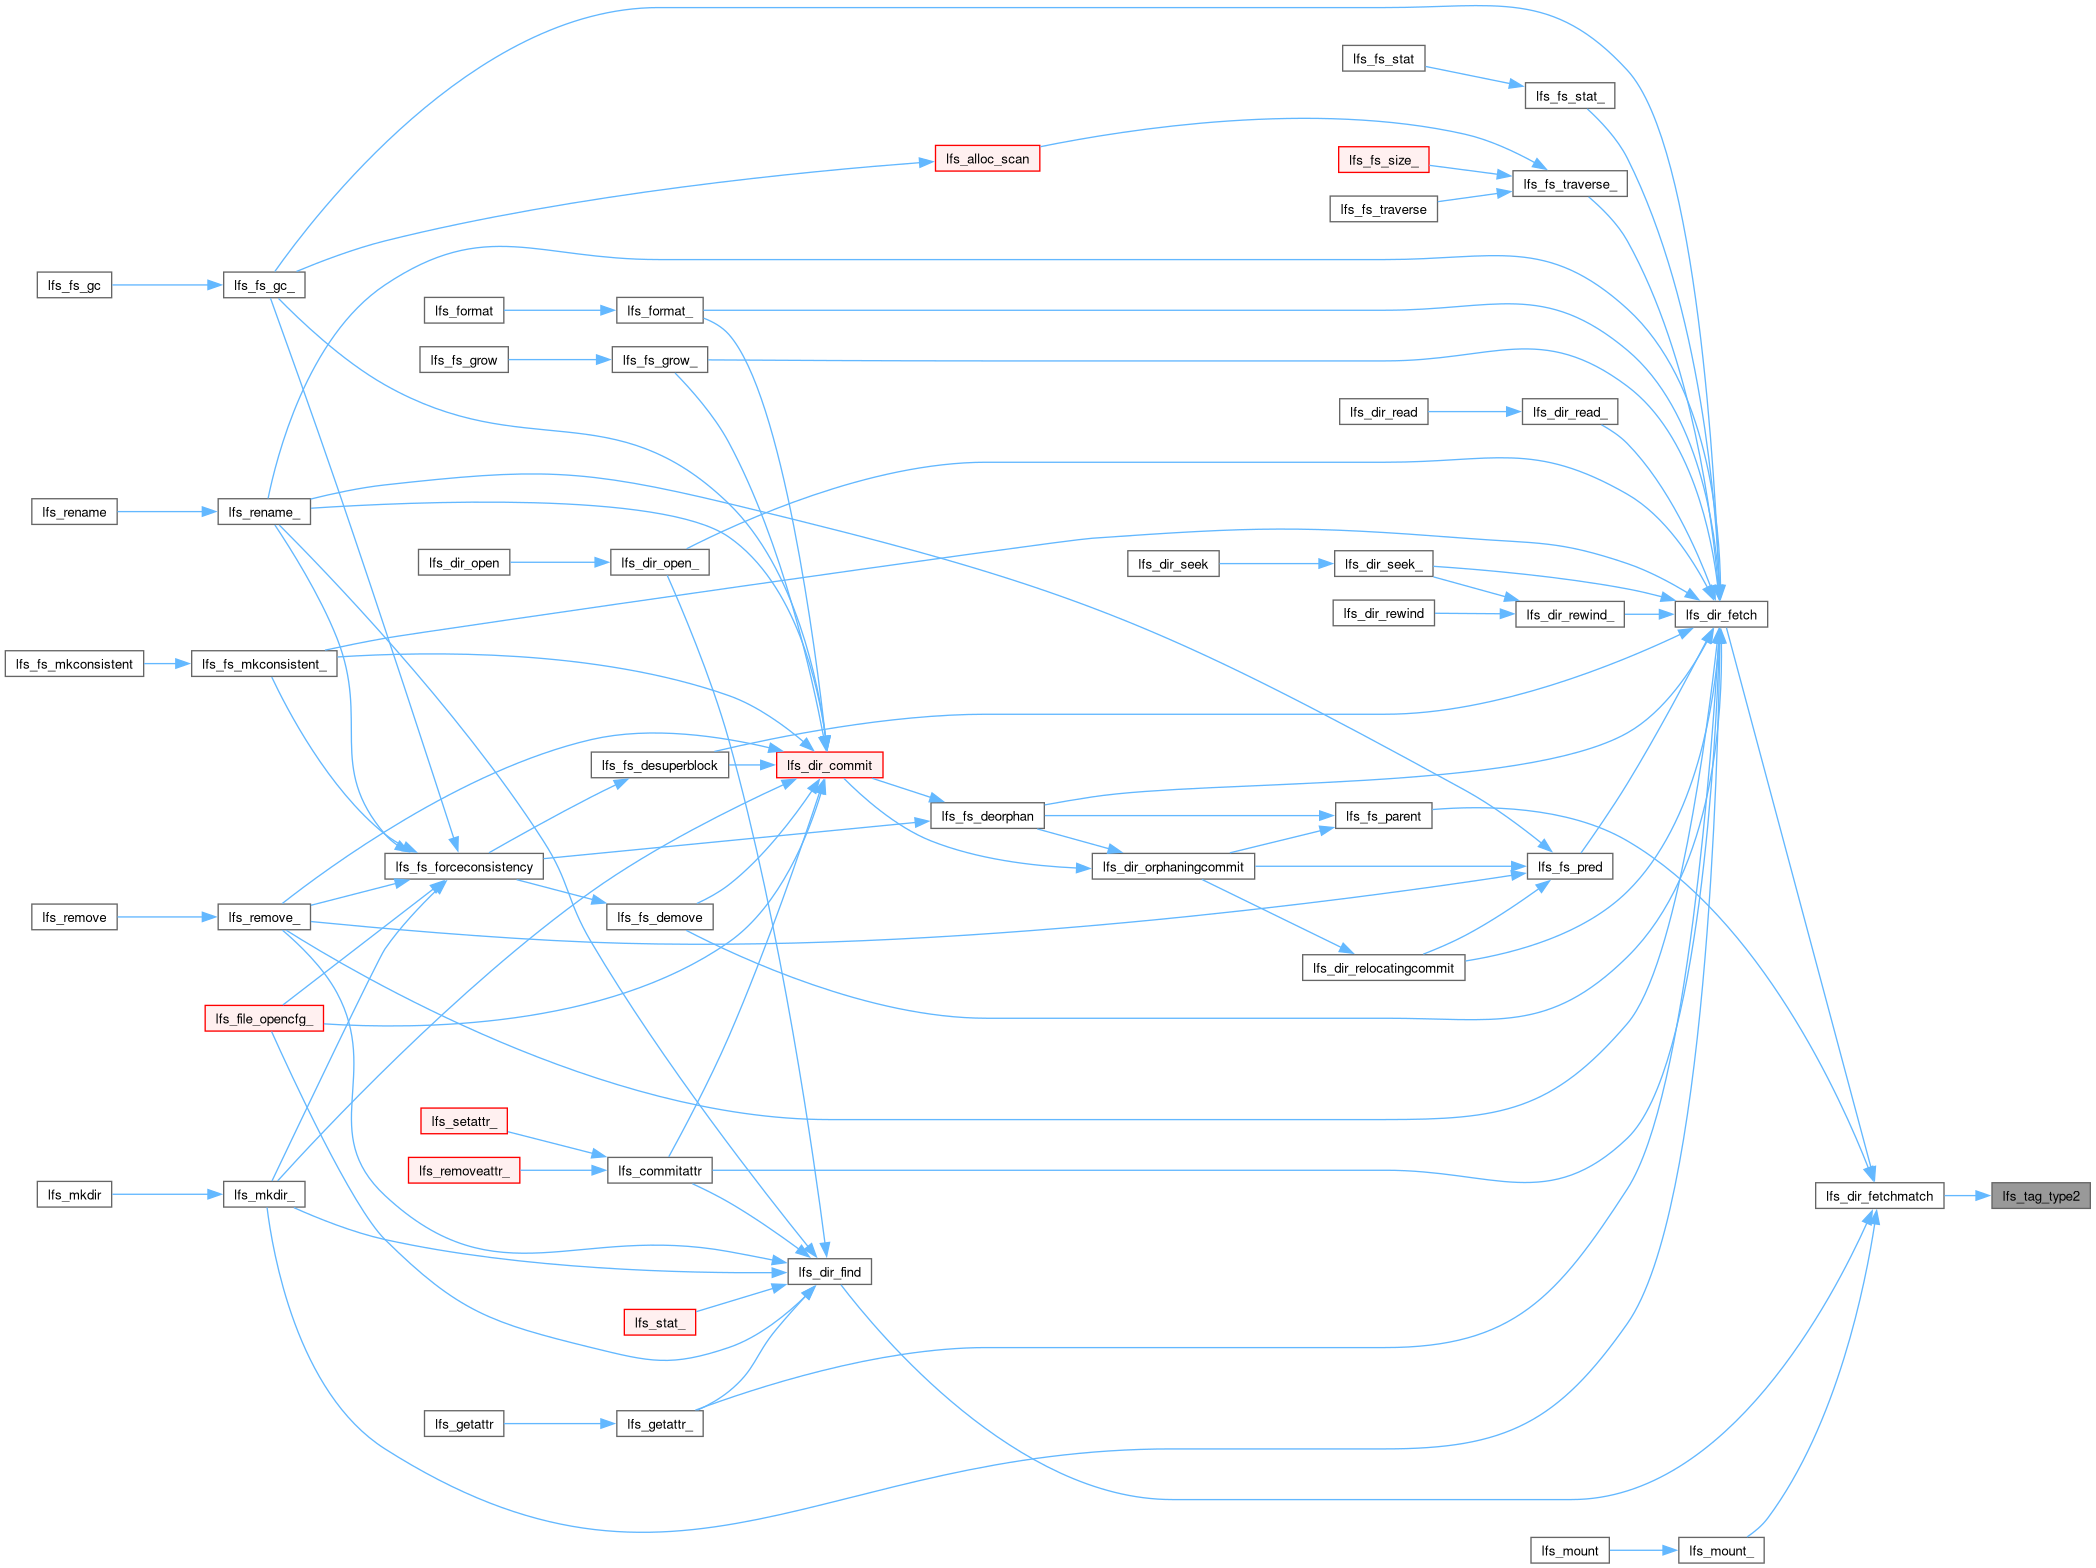 lfs_fs_stat
lfs_fs_stat_
lfs_alloc_scan
lfs_fs_size_
lfs_fs_traverse_
lfs_fs_traverse
lfs_fs_gc
lfs_fs_gc_
lfs_format
lfs_format_
lfs_fs_grow
lfs_fs_grow_
lfs_dir_read
lfs_dir_read_
lfs_rename
lfs_rename_
lfs_dir_open
lfs_dir_open_
lfs_dir_seek
lfs_dir_seek_
lfs_dir_rewind
lfs_dir_rewind_
lfs_dir_fetch
lfs_fs_mkconsistent
lfs_fs_mkconsistent_
lfs_fs_desuperblock
lfs_dir_commit
lfs_fs_deorphan
lfs_fs_parent
lfs_fs_forceconsistency
lfs_dir_orphaningcommit
lfs_fs_pred
lfs_remove
lfs_remove_
lfs_fs_demove
lfs_dir_relocatingcommit
lfs_file_opencfg_
lfs_setattr_
lfs_removeattr_
lfs_commitattr
lfs_mkdir
lfs_mkdir_
lfs_dir_fetchmatch
lfs_tag_type2
lfs_dir_find
lfs_stat_
lfs_getattr
lfs_getattr_
lfs_mount
lfs_mount_